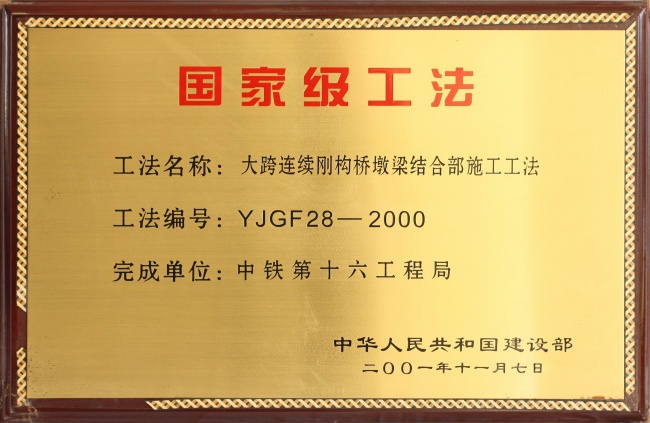 国家级工法
工法名称：大跨连续刚构桥墩梁结合部施工工法
工法编号：YJGF28—2000
完成单位：中铁第十六工程局
中华人民共和国建设部
二〇〇一年十一月七日